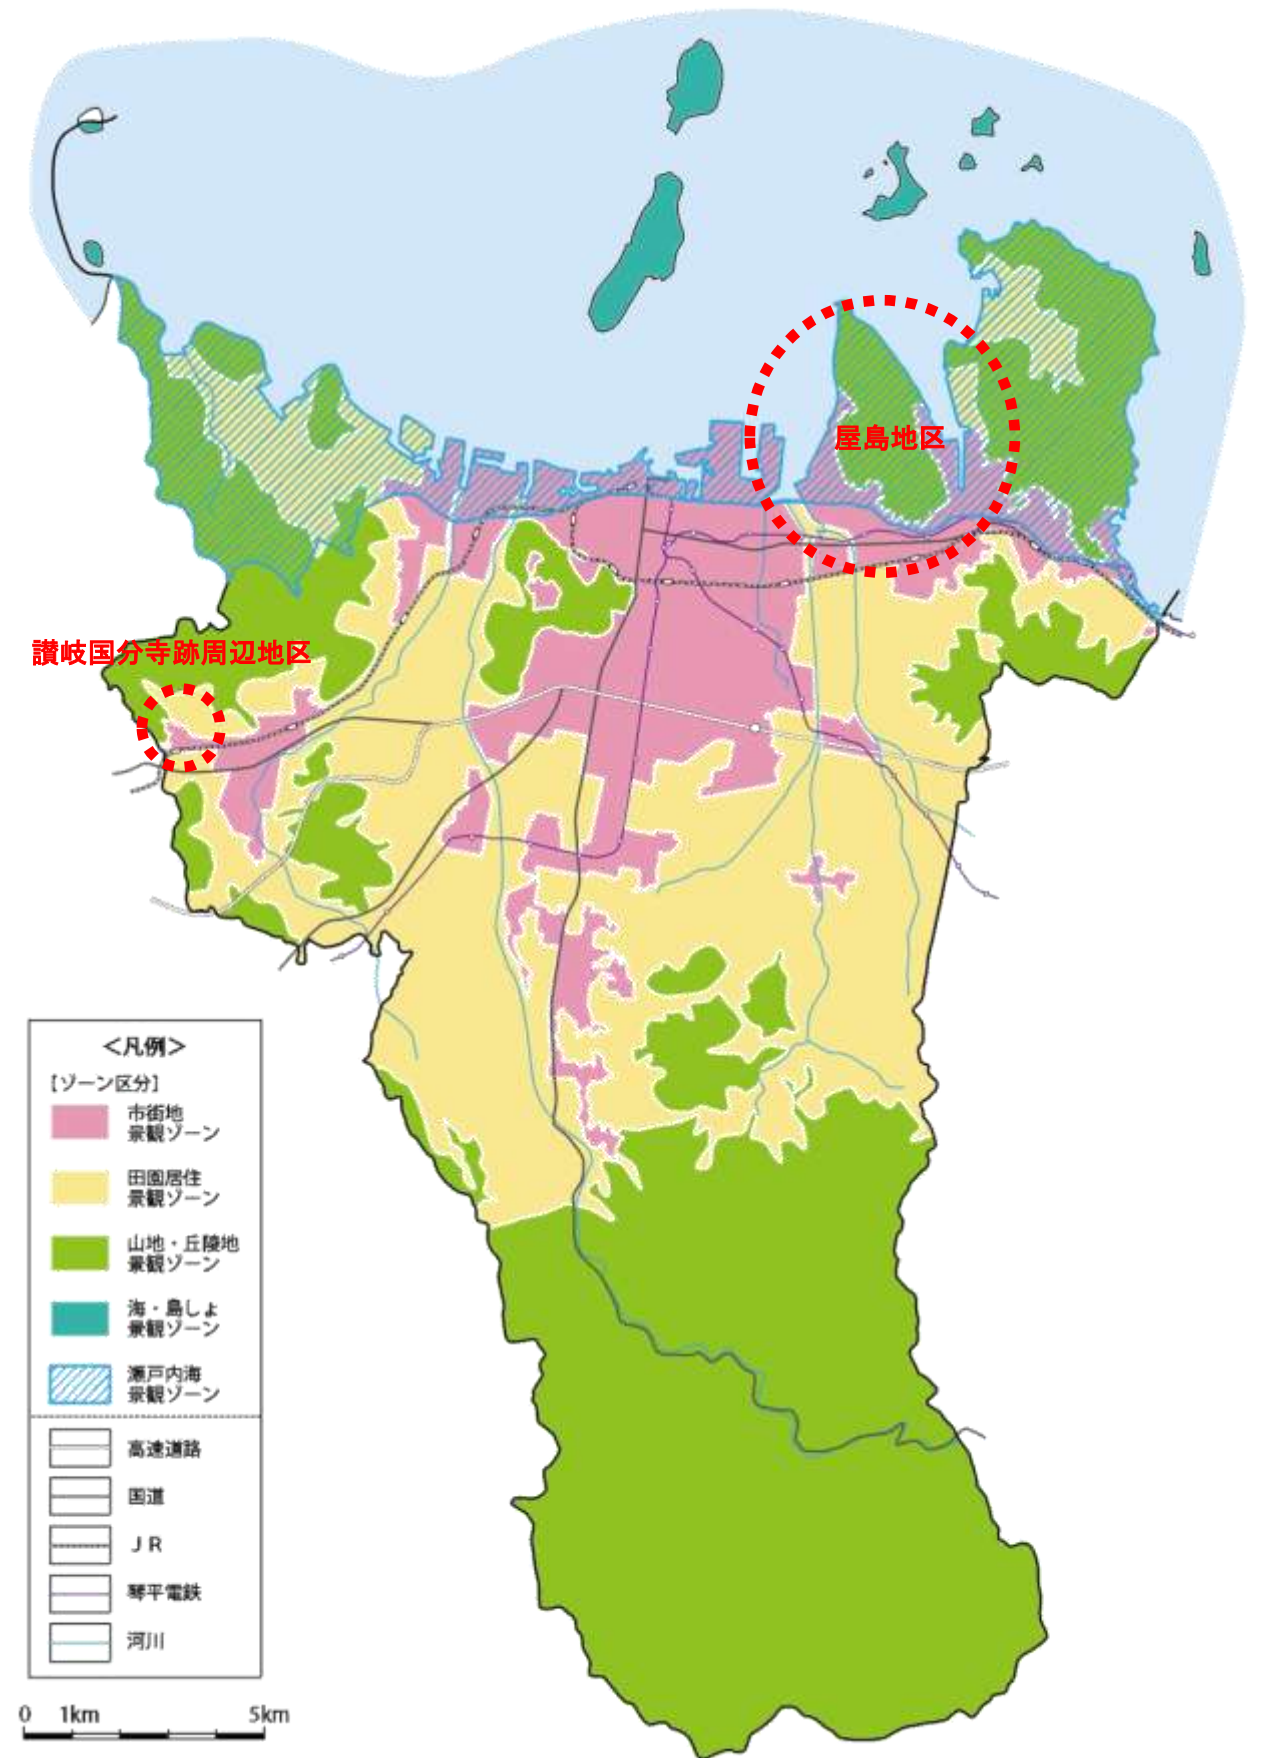 屋島地区
讃岐国分寺跡周辺地区
＜凡例＞
[ゾーン区分]
市街地
景観ゾーン
田園居住
景観ゾーン
山地・丘陵地
景観ゾーン
海・島しょ
景観ゾーン
瀬戸内海
景観ゾーン
高速道路
国道
ＪＲ
琴平電鉄
河川
0 1km 5km